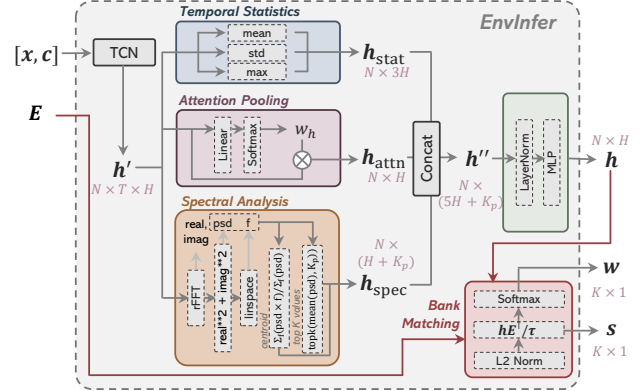 EnvInfer
[x, c]
TCN
E
h′
N × T × H
Temporal Statistics
mean
std
max
h_stat
N × 3H
Attention Pooling
Linear
Softmax
w_h
h_attn
N × H
Spectral Analysis
real, imag
psd f
rFFT
real**2 + imag**2
linspace
centroid
Σ_f(psd × f)/Σ_f(psd)
top K values
topk(mean(psd), K_p))
N ×
(H + K_p)
h_spec
Concat
h′′
N ×
(5H + K_p)
LayerNorm
MLP
N × H
h
Bank
Matching
Softmax
hE /τ
L2 Norm
w
K × 1
s
K × 1